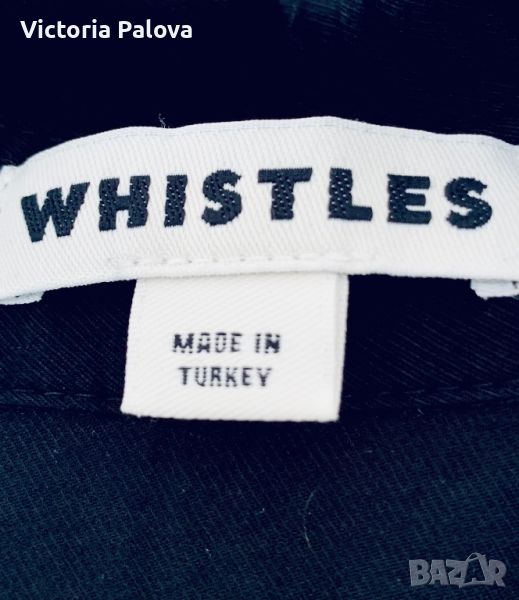 Victoria Palova
WHISTLES
MADE IN
TURKEY
BAZAR